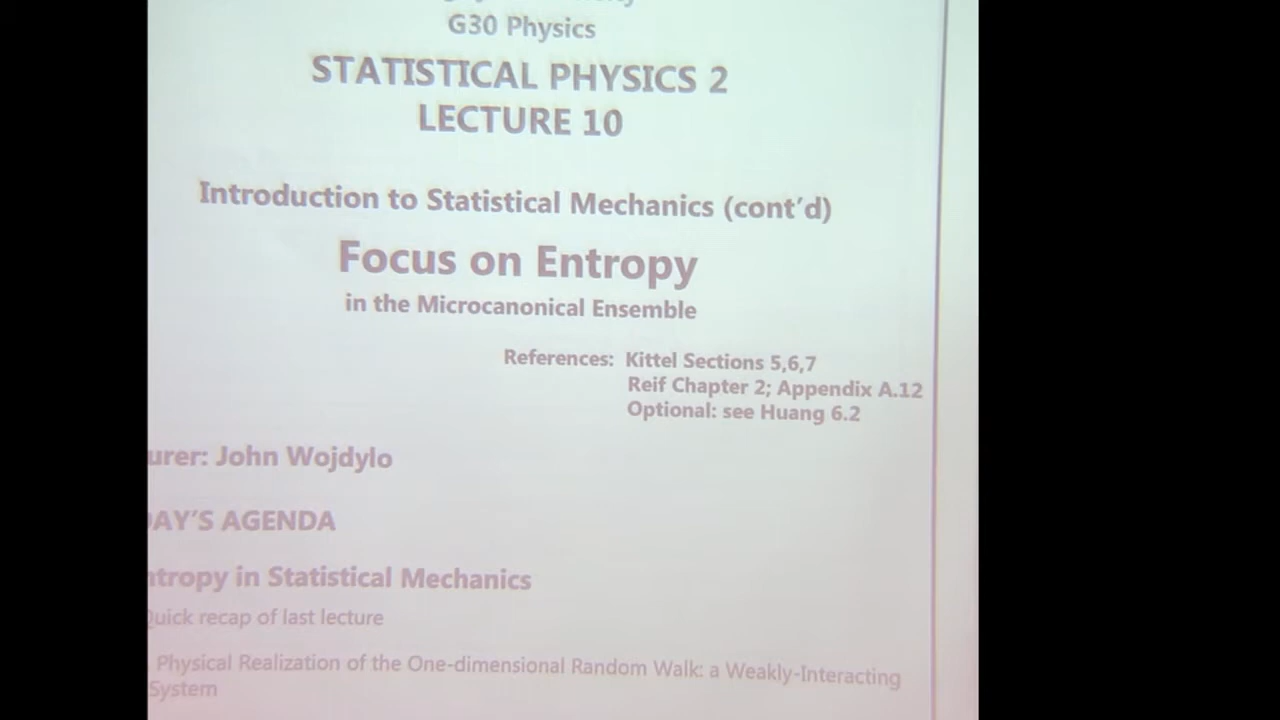 G30 Physics
STATISTICAL PHYSICS 2
LECTURE 10
Introduction to Statistical Mechanics (cont'd)
Focus on Entropy
in the Microcanonical Ensemble
References: Kittel Sections 5,6,7
Reif Chapter 2; Appendix A.12
Optional: see Huang 6.2
urer: John Wojdylo
AY'S AGENDA
ntropy in Statistical Mechanics
Quick recap of last lecture
Physical Realization of the One-dimensional Random Walk: a Weakly-Interacting
System